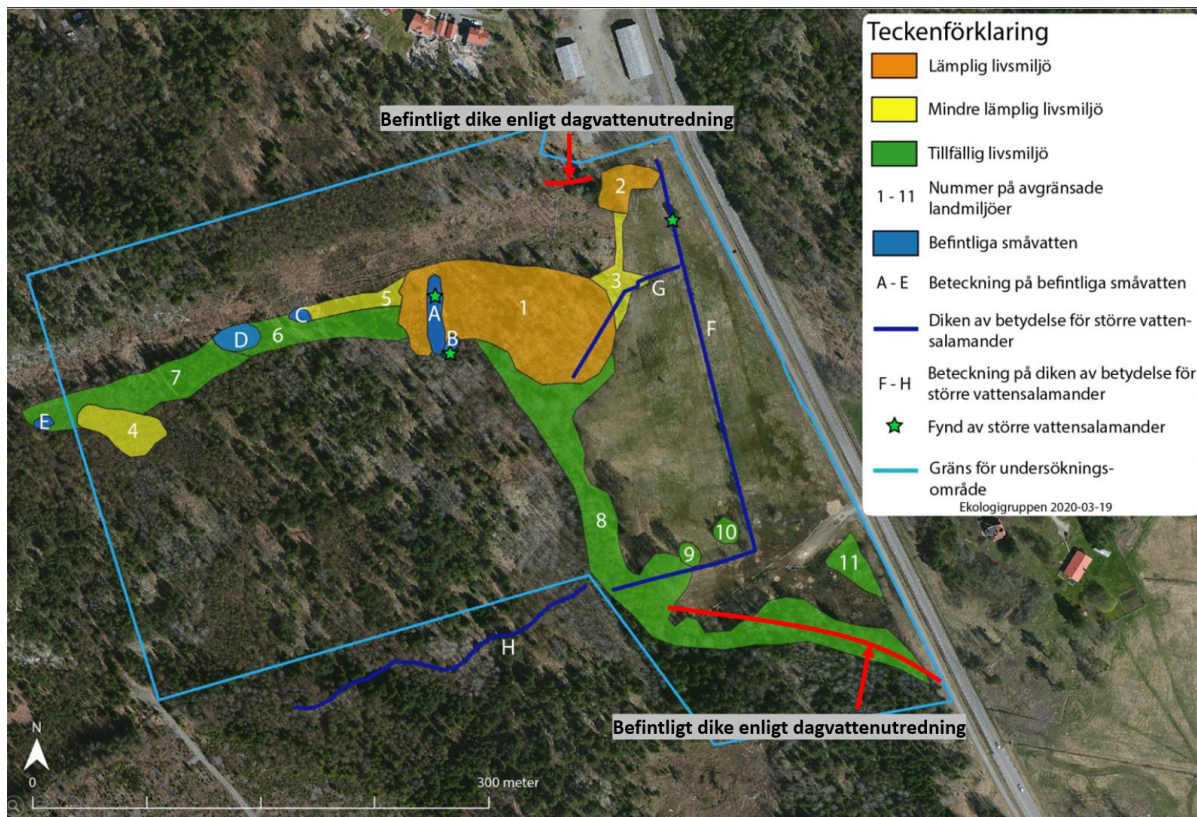 Teckenförklaring
Lämplig livsmiljö
Mindre lämplig livsmiljö
Tillfällig livsmiljö
1 - 11 Nummer på avgränsade
landmiljöer
Befintliga småvatten
A - E Beteckning på befintliga småvatten
Diken av betydelse för större vatten-
salamander
F - H Beteckning på diken av betydelse för
större vattensalamander
Fynd av större vattensalamander
Gräns för undersöknings-
område
Ekologigruppen 2020-03-19
Befintligt dike enligt dagvattenutredning
2
3
G
5
A
1
C
B
F
D
6
7
E
4
8
10
9
11
H
Befintligt dike enligt dagvattenutredning
N
0
300 meter